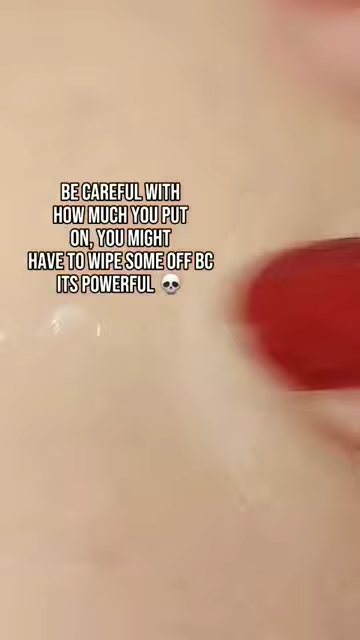 BE CAREFUL WITH
HOW MUCH YOU PUT
ON, YOU MIGHT
HAVE TO WIPE SOME OFF BC
ITS POWERFUL 💀